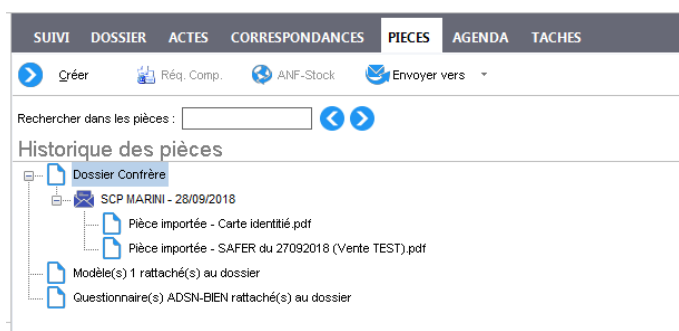 SUIVI DOSSIER ACTES CORRESPONDANCES PIECES AGENDA TACHES
Créer Réq. Comp. ANF-Stock Envoyer vers
Rechercher dans les pièces :
Historique des pièces
Dossier Confrère
SCP MARINI - 28/09/2018
Pièce importée - Carte identitié.pdf
Pièce importée - SAFER du 27092018 (Vente TEST).pdf
Modèle(s) 1 rattaché(s) au dossier
Questionnaire(s) ADSN-BIEN rattaché(s) au dossier